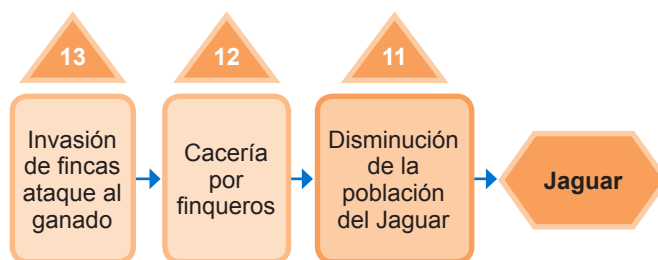 13
12
11
Invasión
de fincas
ataque al
ganado
Cacería
por
finqueros
Disminución
de la
población
del Jaguar
Jaguar